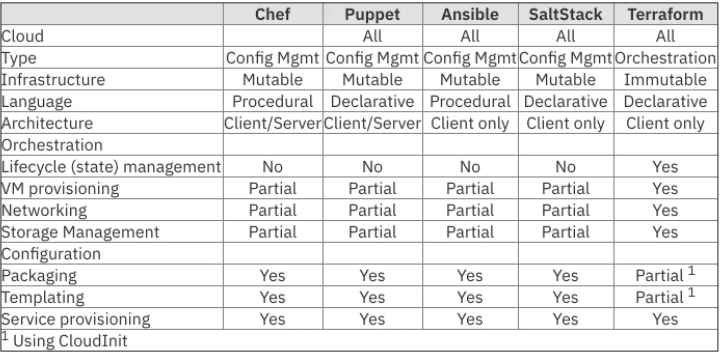 Chef Puppet Ansible SaltStack Terraform
Cloud All All All All
Type Config Mgmt Config Mgmt Config Mgmt Config Mgmt Orchestration
Infrastructure Mutable Mutable Mutable Mutable Immutable
Language Procedural Declarative Procedural Declarative Declarative
Architecture Client/Server Client/Server Client only Client only Client only
Orchestration
Lifecycle (state) management No No No No Yes
VM provisioning Partial Partial Partial Partial Yes
Networking Partial Partial Partial Partial Yes
Storage Management Partial Partial Partial Partial Yes
Configuration
Packaging Yes Yes Yes Yes Partial 1
Templating Yes Yes Yes Yes Partial 1
Service provisioning Yes Yes Yes Yes Yes
1 Using CloudInit